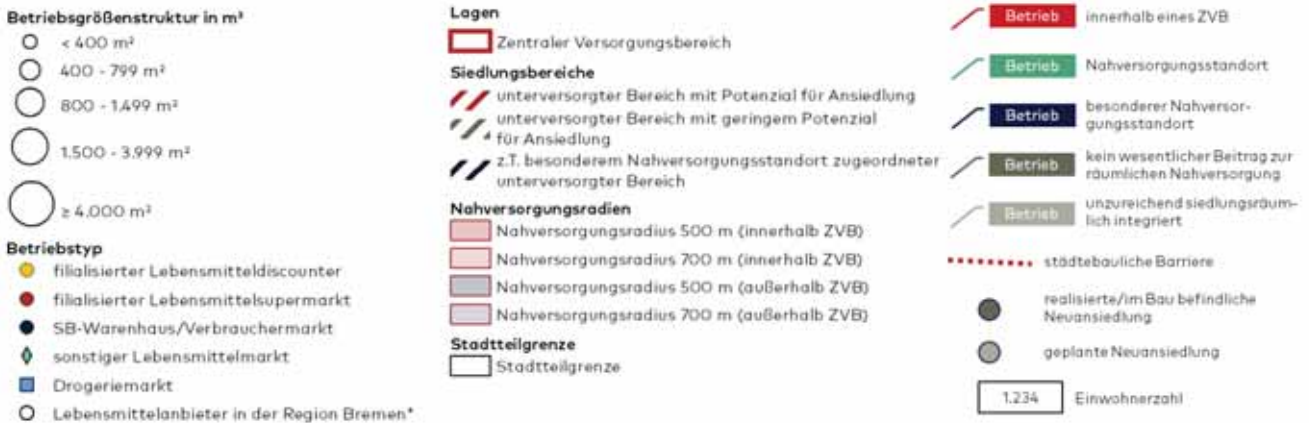 Betriebsgrößenstruktur in m²
< 400 m²
400 - 799 m²
800 - 1.499 m²
1.500 - 3.999 m²
≥ 4.000 m²
Betriebstyp
filialisierter Lebensmitteldiscounter
filialisierter Lebensmittelsupermarkt
SB-Warenhaus/Verbrauchermarkt
sonstiger Lebensmittelmarkt
Drogeriemarkt
Lebensmittelanbieter in der Region Bremen*
Lagen
Zentraler Versorgungsbereich
Siedlungsbereiche
unterversorgter Bereich mit Potenzial für Ansiedlung
unterversorgter Bereich mit geringem Potenzial
für Ansiedlung
z.T. besonderem Nahversorgungsstandort zugeordneter
unterversorgter Bereich
Nahversorgungsradien
Nahversorgungsradius 500 m (innerhalb ZVB)
Nahversorgungsradius 700 m (innerhalb ZVB)
Nahversorgungsradius 500 m (außerhalb ZVB)
Nahversorgungsradius 700 m (außerhalb ZVB)
Stadtteilgrenze
Stadtteilgrenze
Betrieb innerhalb eines ZVB
Betrieb Nahversorgungsstandort
Betrieb besonderer Nahversor-
gungsstandort
Betrieb kein wesentlicher Beitrag zur
räumlichen Nahversorgung
Betrieb unzureichend siedlungsräum-
lich integriert
städtebauliche Barriere
realisierte/im Bau befindliche
Neuansiedlung
geplante Neuansiedlung
1.234 Einwohnerzahl